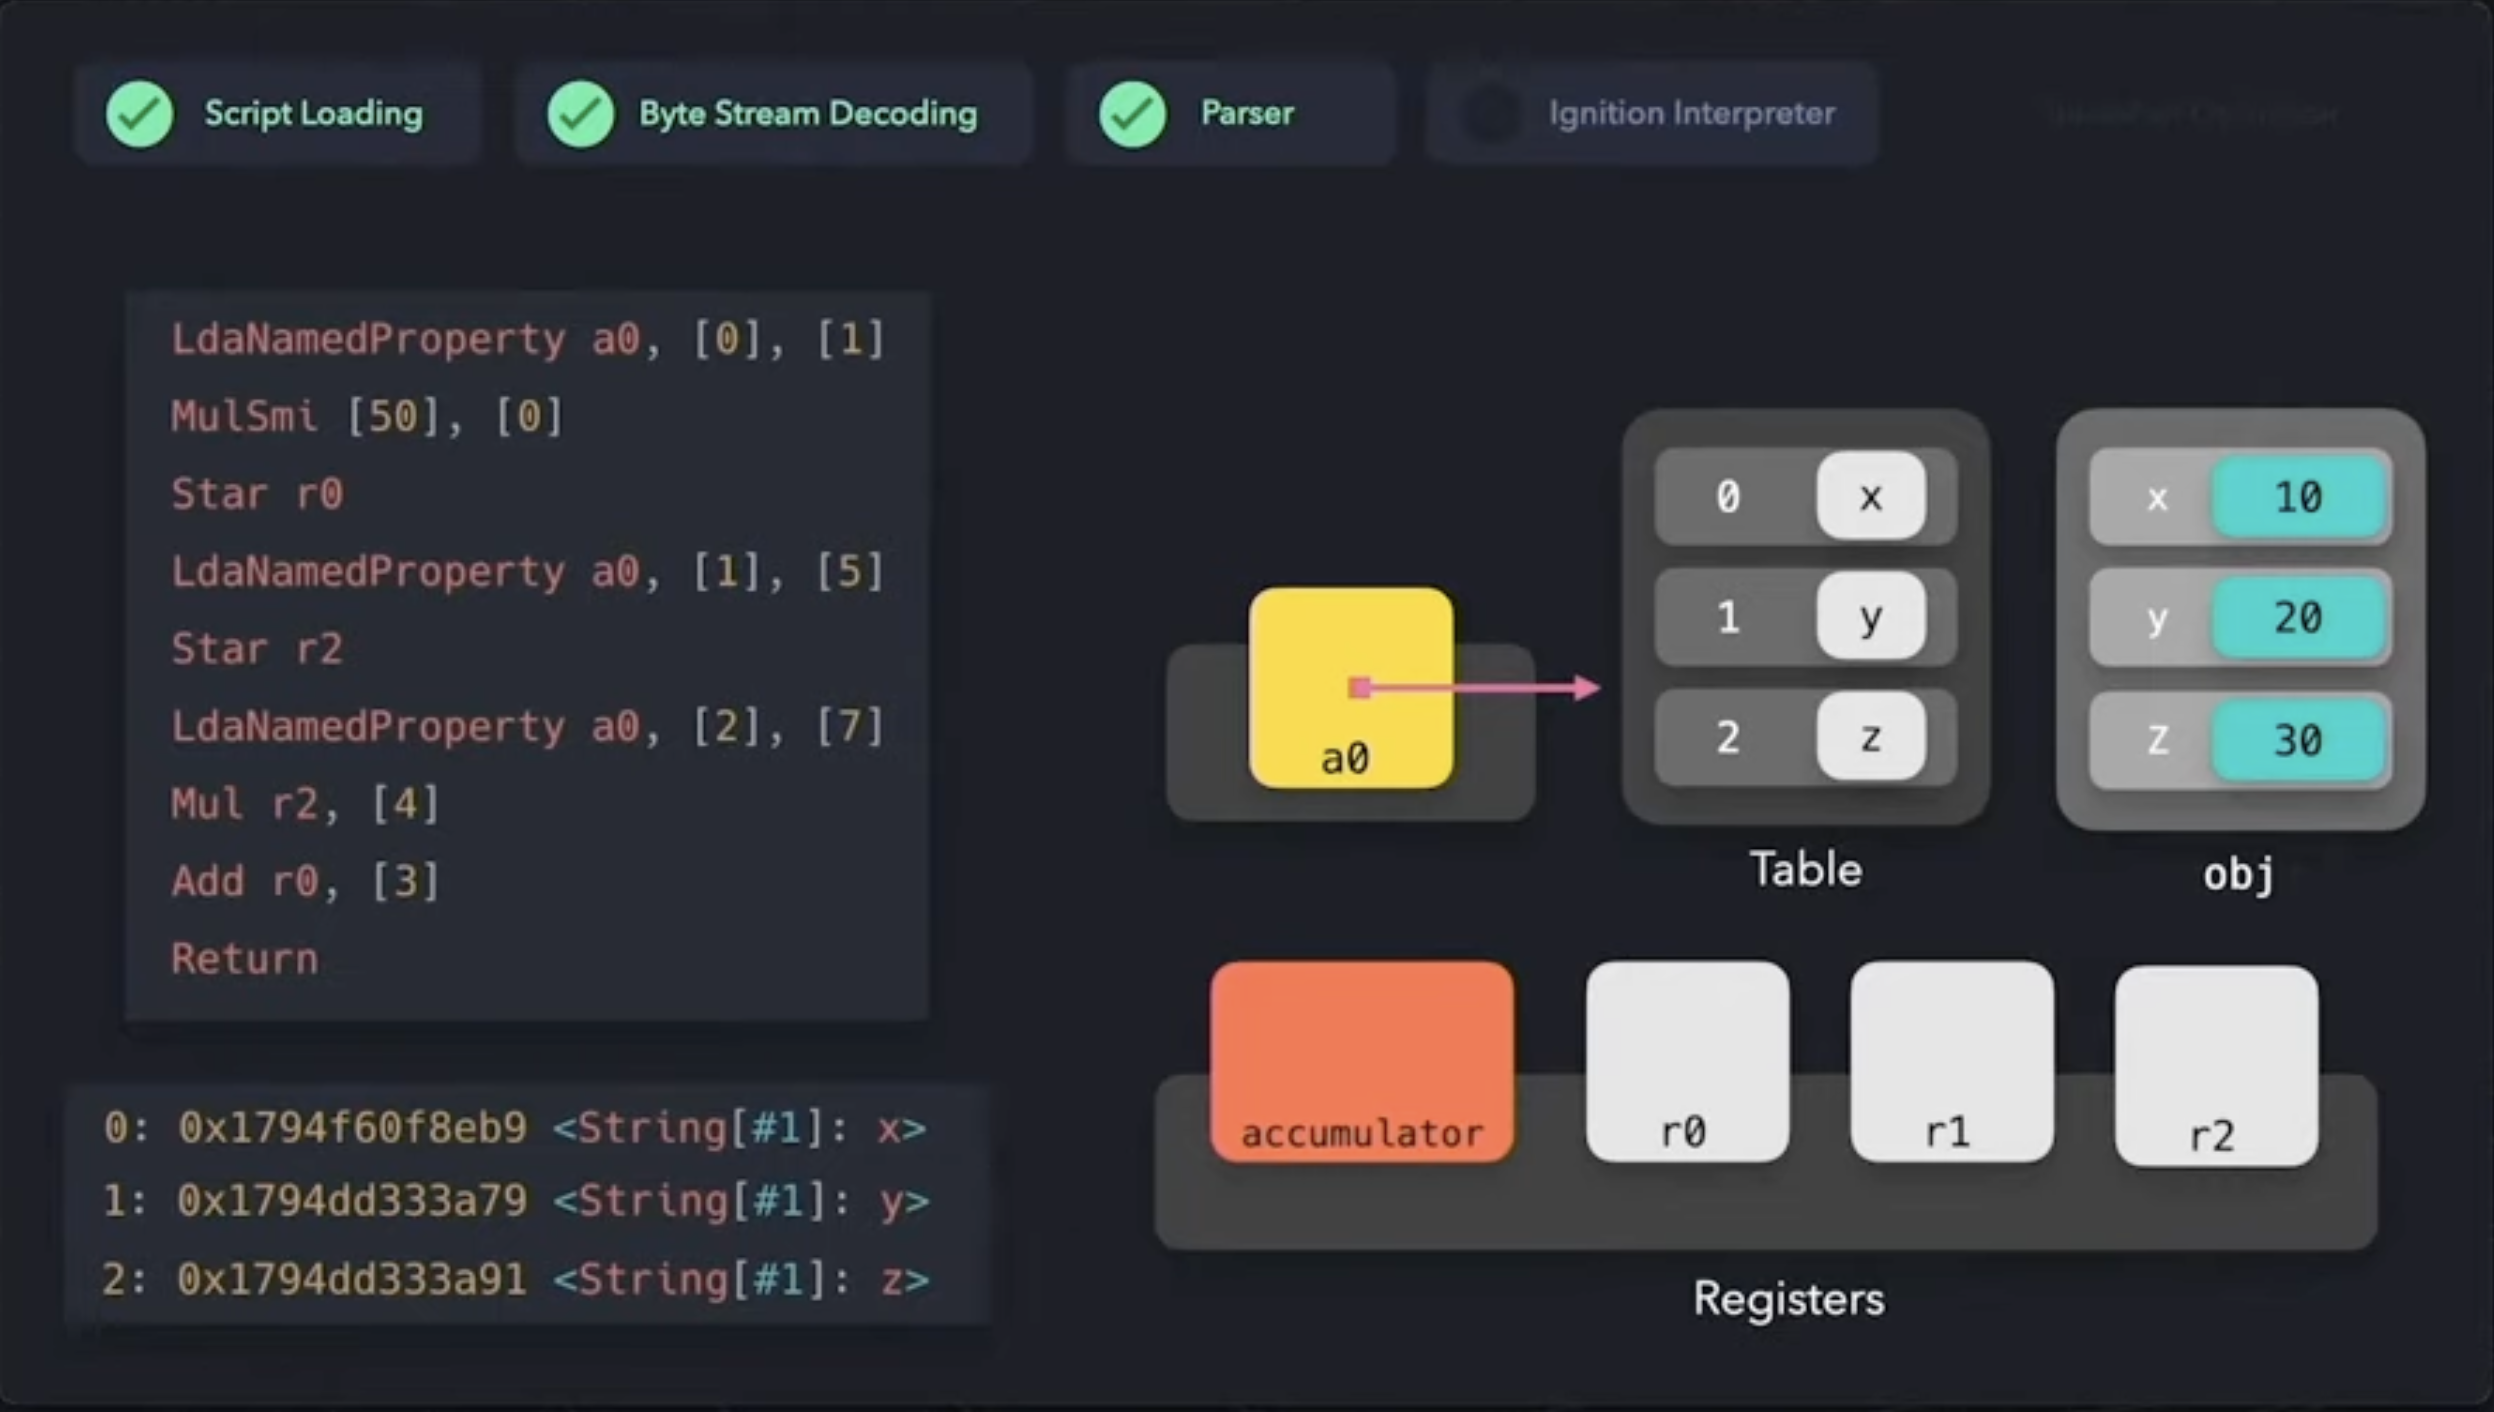 Script Loading
Byte Stream Decoding
Parser
Ignition Interpreter
LdaNamedProperty a0, [0], [1]
MulSmi [50], [0]
Star r0
LdaNamedProperty a0, [1], [5]
Star r2
LdaNamedProperty a0, [2], [7]
Mul r2, [4]
Add r0, [3]
Return
0: 0x1794f60f8eb9 <String[#1]: x>
1: 0x1794dd333a79 <String[#1]: y>
2: 0x1794dd333a91 <String[#1]: z>
a0
0 x
1 y
2 z
Table
x 10
y 20
z 30
obj
accumulator
r0
r1
r2
Registers